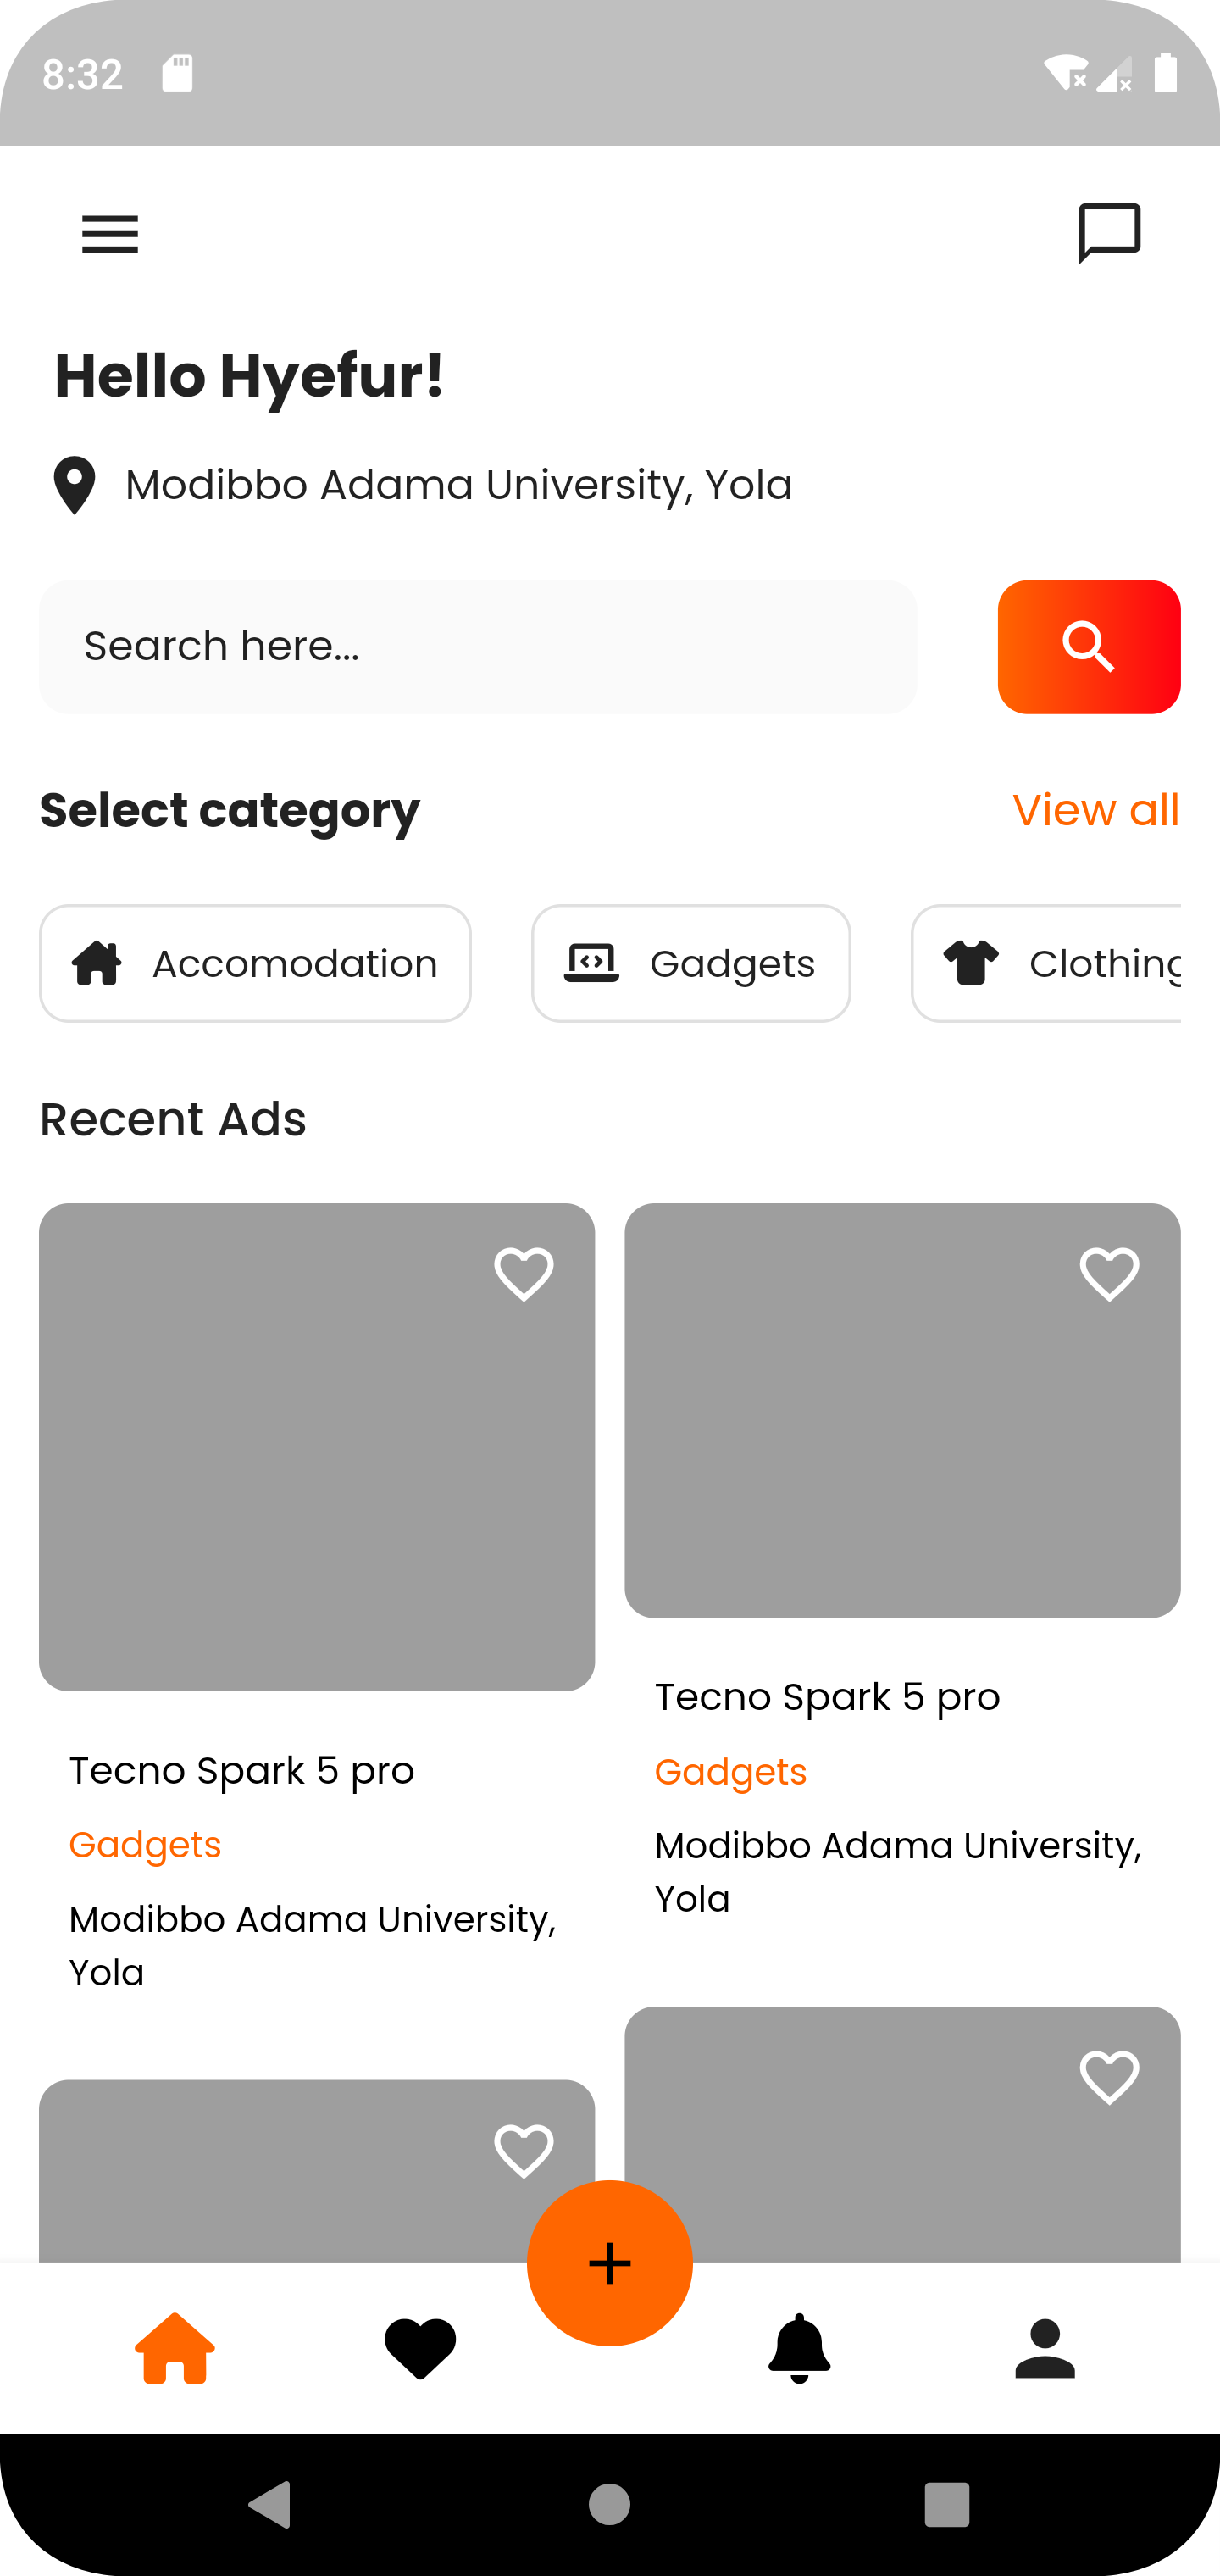 8:32
Hello Hyefur!
Modibbo Adama University, Yola
Search here...
Select category
View all
Accomodation
Gadgets
Clothing
Recent Ads
Tecno Spark 5 pro
Gadgets
Modibbo Adama University,
Yola
Tecno Spark 5 pro
Gadgets
Modibbo Adama University,
Yola